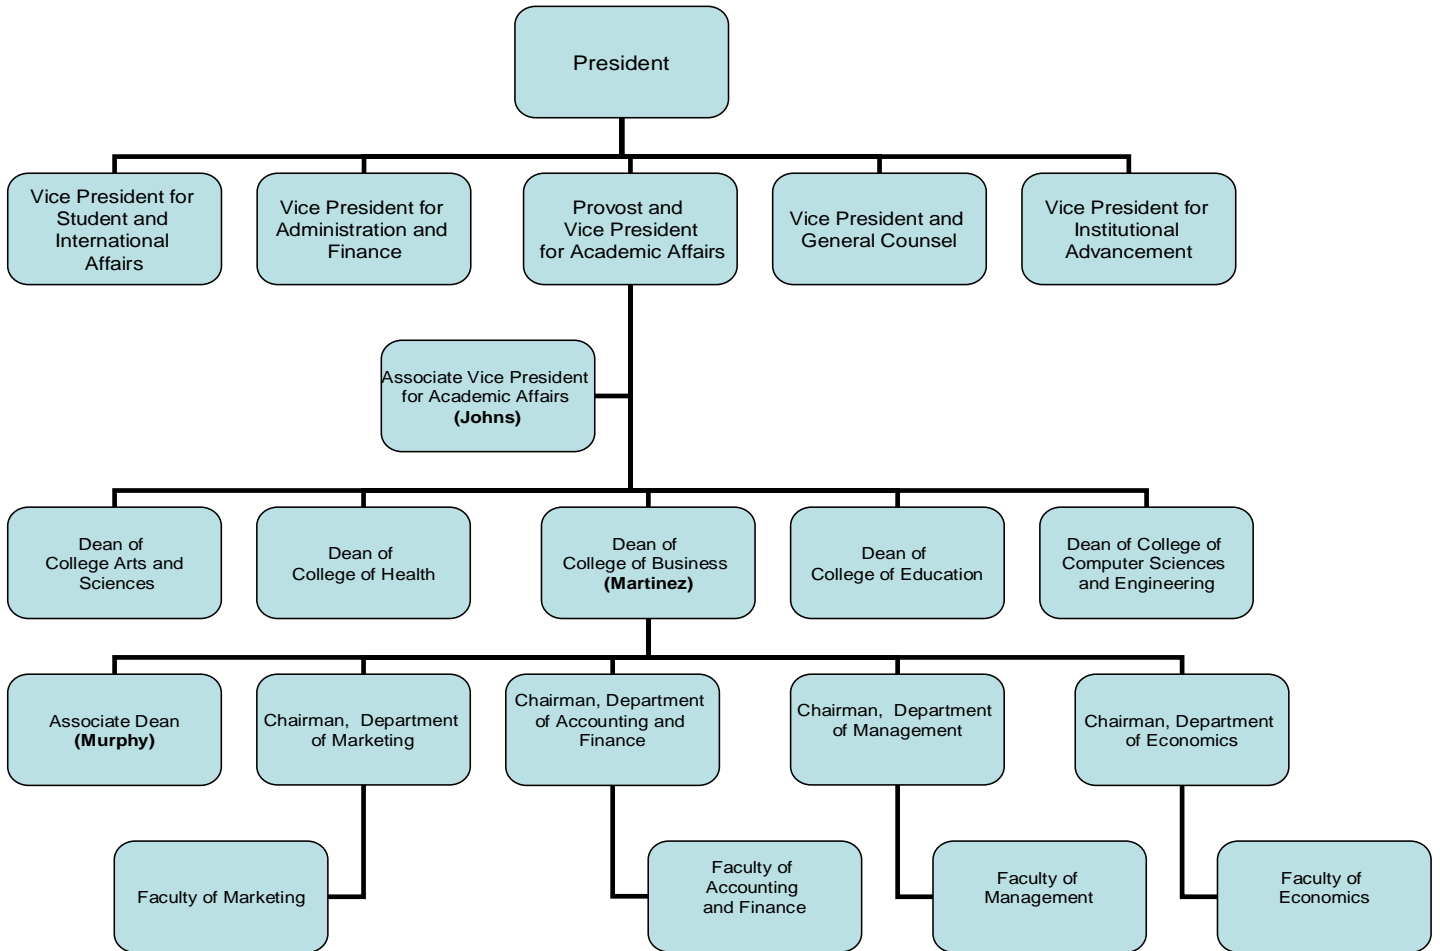 President
Vice President for
Student and
International
Affairs
Vice President for
Administration and
Finance
Provost and
Vice President
for Academic Affairs
Vice President and
General Counsel
Vice President for
Institutional
Advancement
Associate Vice President
for Academic Affairs
(Johns)
Dean of
College Arts and
Sciences
Dean of
College of Health
Dean of
College of Business
(Martinez)
Dean of
College of Education
Dean of College of
Computer Sciences
and Engineering
Associate Dean
(Murphy)
Chairman, Department
of Marketing
Chairman, Department
of Accounting and
Finance
Chairman, Department
of Management
Chairman, Department
of Economics
Faculty of Marketing
Faculty of
Accounting
and Finance
Faculty of
Management
Faculty of
Economics